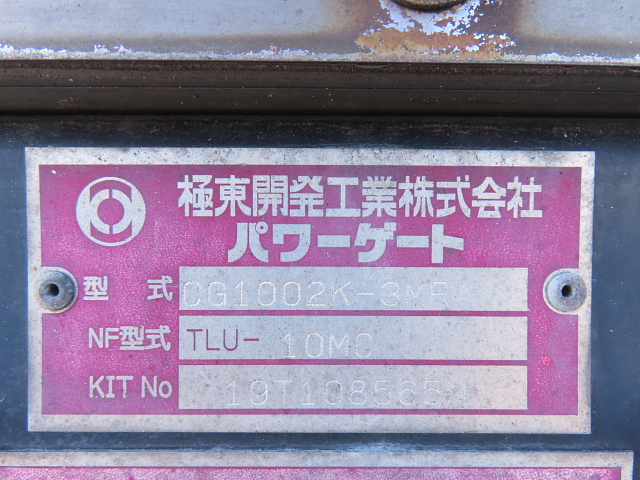 極東開発工業株式会社
パワーゲート
型式 CG1002K-3MRA
NF型式 TLU- 10MC
KIT No 19T108565N